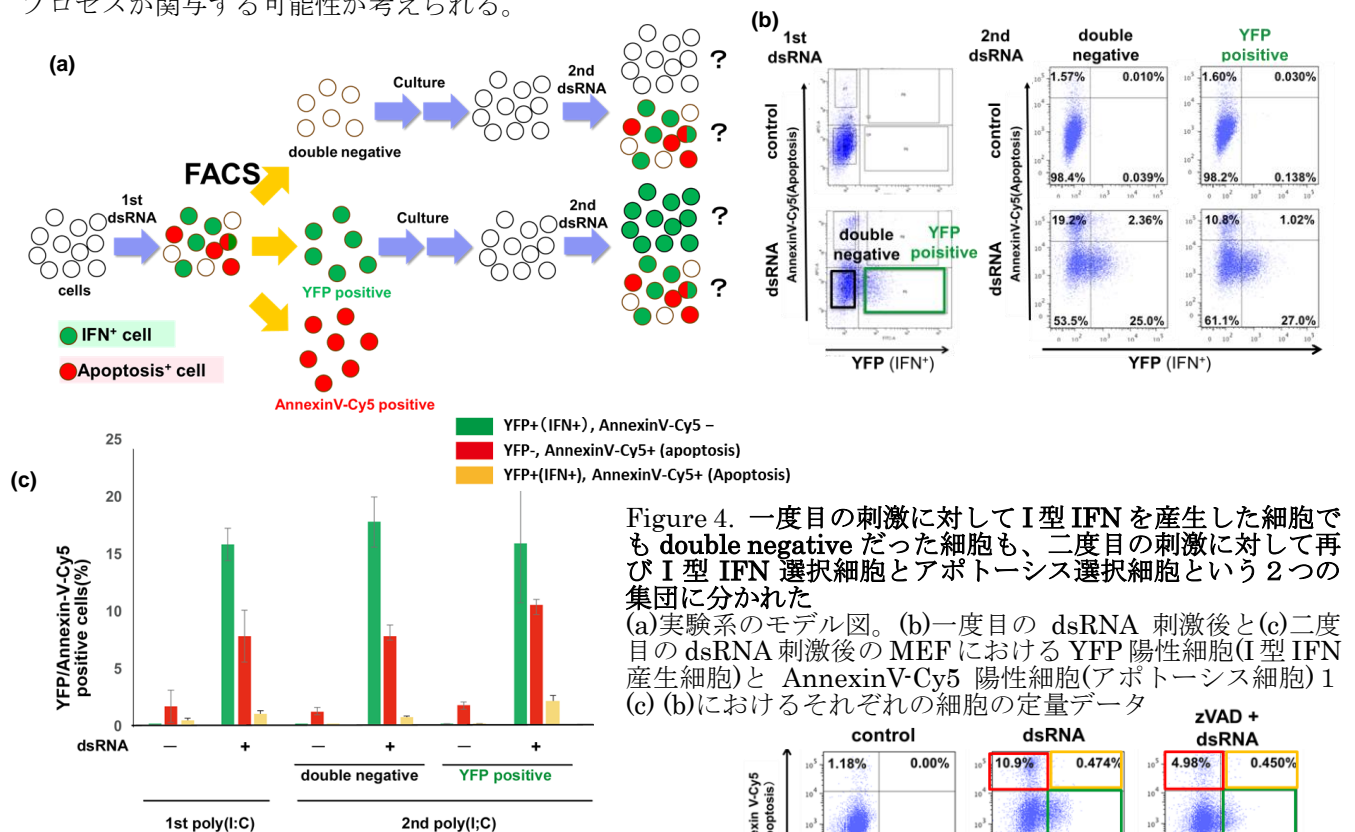 プロセスが関与する可能性が考えられる。
(a)
FACS
double negative
Culture
2nd
dsRNA
?
?
1st
dsRNA
cells
YFP positive
Culture
2nd
dsRNA
?
?
AnnexinV-Cy5 positive
IFN+ cell
Apoptosis+ cell
(b)
1st
dsRNA
control
dsRNA
AnnexinV-Cy5(Apoptosis)
double
negative
YFP
poisitive
YFP (IFN+)
2nd
dsRNA
double
negative
YFP
poisitive
control
dsRNA
AnnexinV-Cy5(Apoptosis)
1.57% 0.010%
98.4% 0.039%
1.60% 0.030%
98.2% 0.138%
19.2% 2.36%
53.5% 25.0%
10.8% 1.02%
61.1% 27.0%
YFP (IFN+)
(c)
YFP+(IFN+), AnnexinV-Cy5 –
YFP-, AnnexinV-Cy5+ (apoptosis)
YFP+(IFN+), AnnexinV-Cy5+ (Apoptosis)
YFP/Annexin-V-Cy5
positive cells(%)
25
20
15
10
5
0
dsRNA － + － + － +
double negative YFP positive
1st poly(I:C) 2nd poly(I;C)
Figure 4. 一度目の刺激に対して I 型 IFN を産生した細胞で
も double negative だった細胞も、二度目の刺激に対して再
び I 型 IFN 選択細胞とアポトーシス選択細胞という２つの
集団に分かれた
(a)実験系のモデル図。(b)一度目の dsRNA 刺激後と(c)二度
目の dsRNA 刺激後の MEF における YFP 陽性細胞(I 型 IFN
産生細胞)と AnnexinV-Cy5 陽性細胞(アポトーシス細胞)１
(c) (b)におけるそれぞれの細胞の定量データ
control
dsRNA
zVAD +
dsRNA
1.18% 0.00%
10.9% 0.474%
4.98% 0.450%